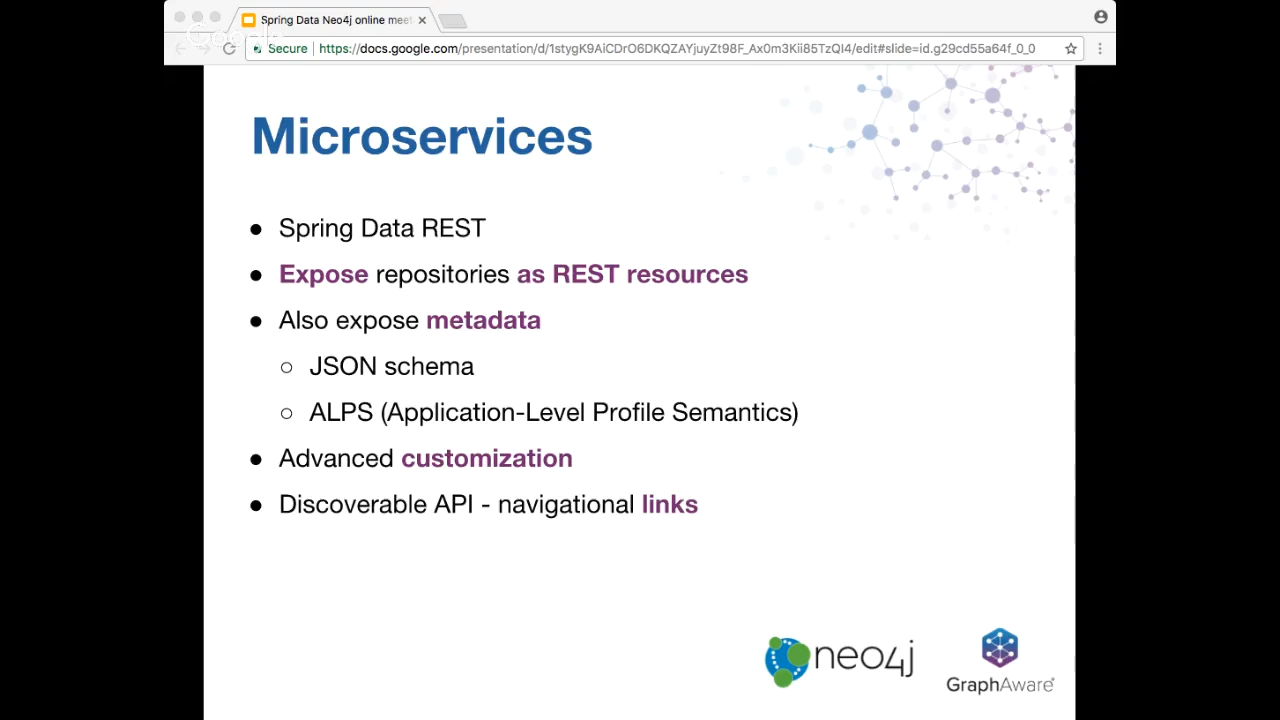 Spring Data Neo4j online meet
Google
Secure | https://docs.google.com/presentation/d/1stygK9AiCDrO6DKQZAYjuyZt98F_Ax0m3Kii85TzQI4/edit#slide=id.g29cd55a64f_0_0
Microservices
● Spring Data REST
● Expose repositories as REST resources
● Also expose metadata
○ JSON schema
○ ALPS (Application-Level Profile Semantics)
● Advanced customization
● Discoverable API - navigational links
neo4j
GraphAware